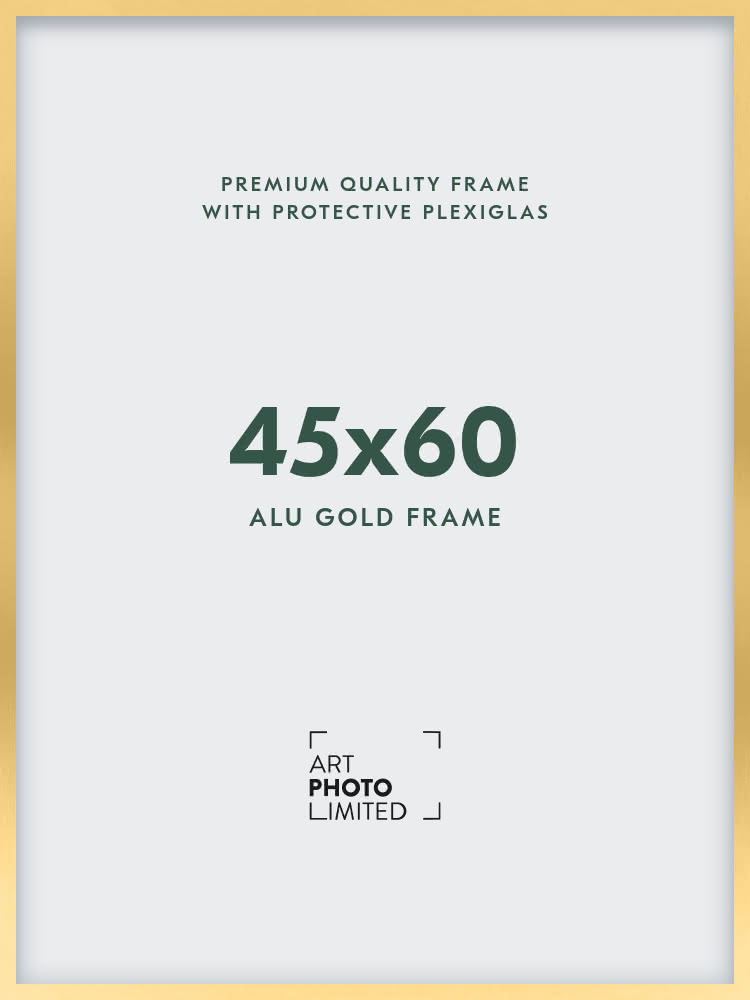 PREMIUM QUALITY FRAME
WITH PROTECTIVE PLEXIGLAS
45x60
ALU GOLD FRAME
ART
PHOTO
LIMITED